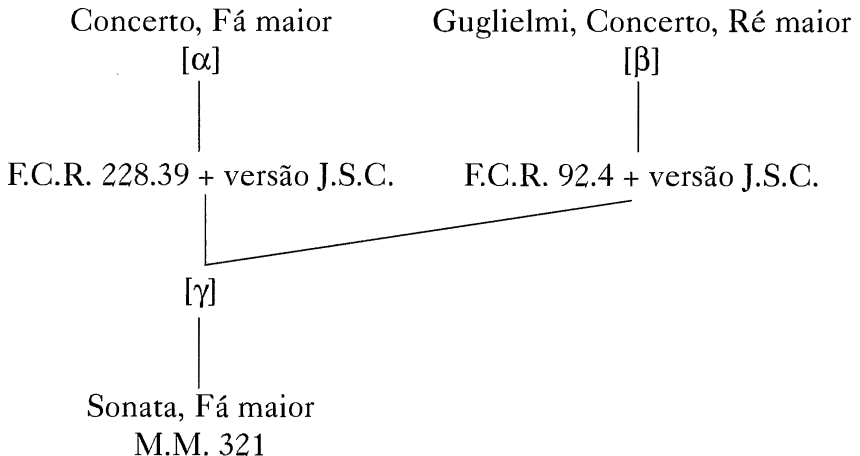 Concerto, Fá maior
[α]
Guglielmi, Concerto, Ré maior
[β]
F.C.R. 228.39 + versão J.S.C.
F.C.R. 92.4 + versão J.S.C.
[γ]
Sonata, Fá maior
M.M. 321